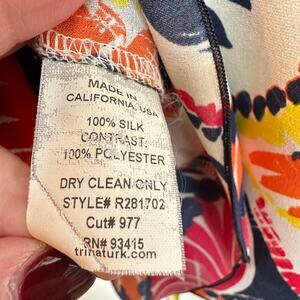 MADE IN
CALIFORNIA, USA
100% SILK
CONTRAST:
100% POLYESTER
DRY CLEAN ONLY
STYLE# R281702
Cut# 977
RN# 93415
trinaturk.com